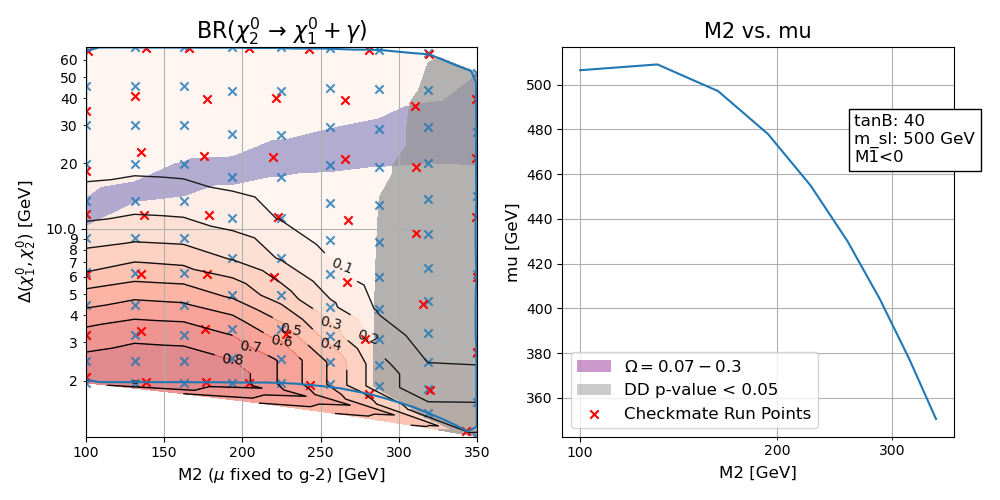 BR(χ₂⁰ → χ₁⁰ + γ)
60
50
40
30
20
10.0
9
8
7
6
5
4
3
2
Δ(χ₁⁰, χ₂⁰) [GeV]
0.1
0.2
0.3
0.4
0.5
0.6
0.7
0.8
100 150 200 250 300 350
M2 (μ fixed to g-2) [GeV]
M2 vs. mu
500
480
460
440
420
400
380
360
mu [GeV]
tanB: 40
m_sl: 500 GeV
M1<0
Ω = 0.07 − 0.3
DD p-value < 0.05
Checkmate Run Points
100 200 300
M2 [GeV]